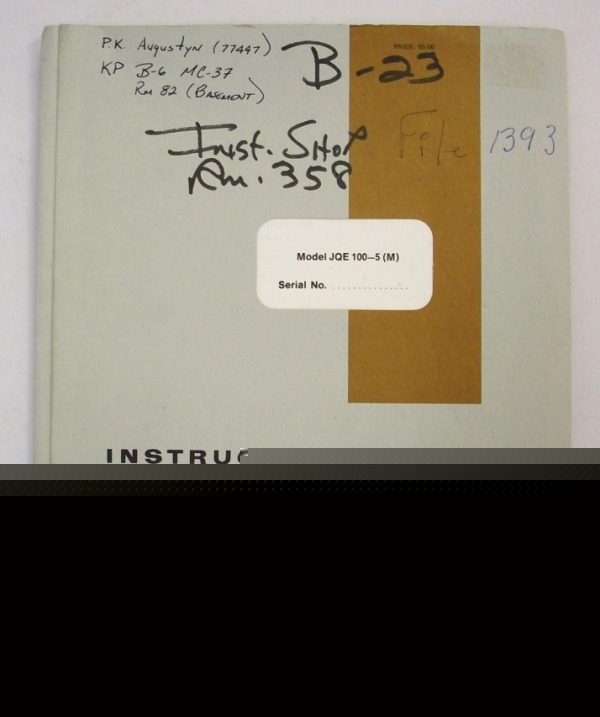 P.K. Augustyn (77447)
KP B-6 MC-37
Rm 82 (Basement)
B-23
PRICE: $5.00
Inst. Shop
Rm. 358
File 1393
Model JQE 100–5 (M)
Serial No. ................
INSTRUC